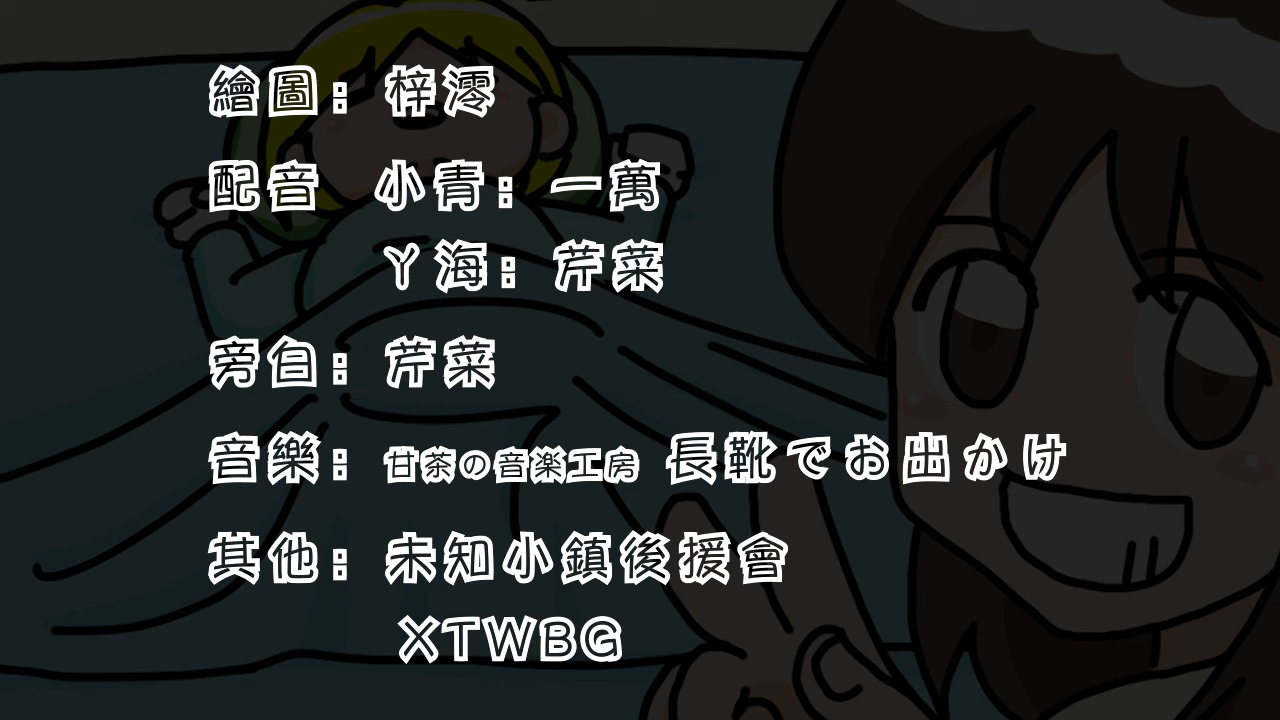 繪圖：梓澪
配音　小青：一萬
ㄚ海：芹菜
旁白：芹菜
音樂：甘茶の音楽工房 長靴でお出かけ
其他：未知小鎮後援會
XTWBG